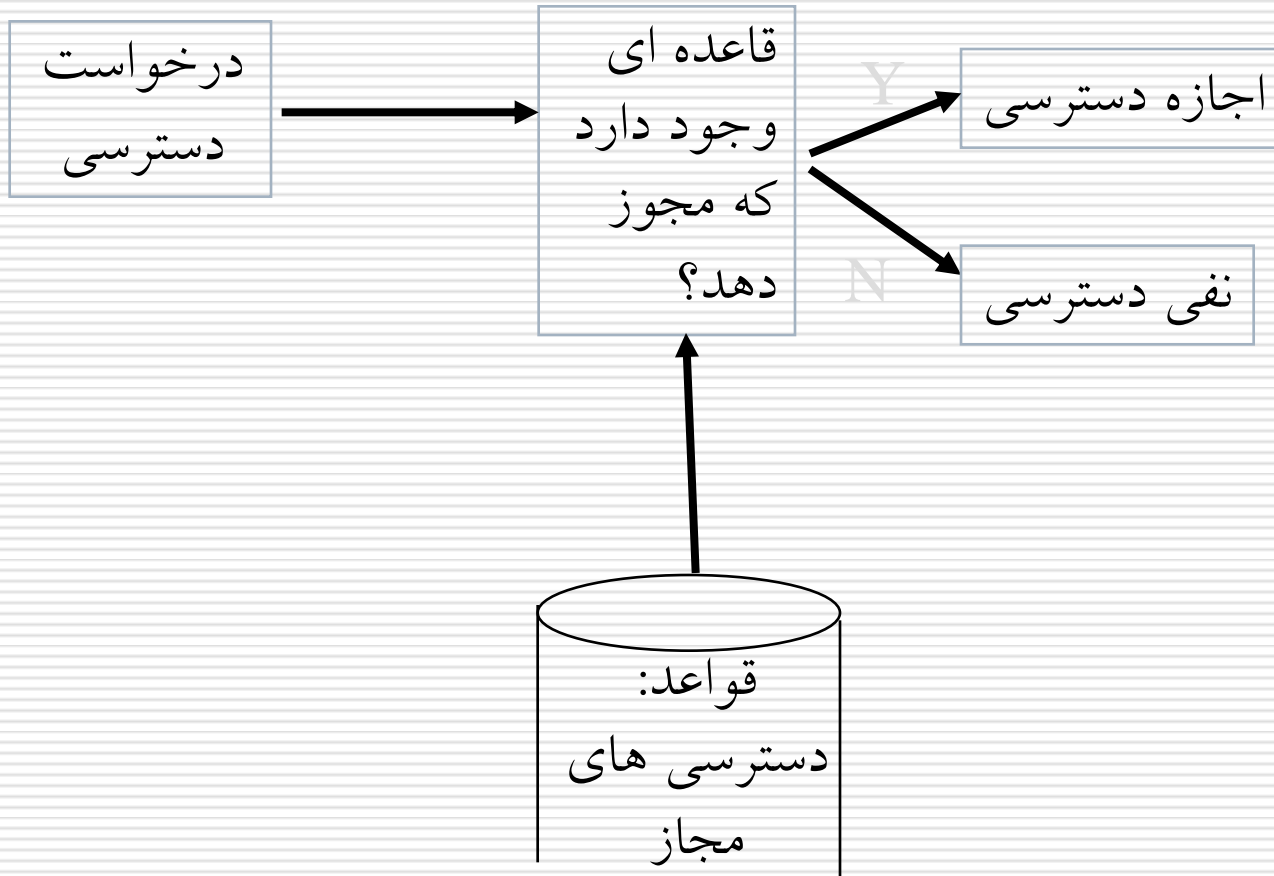 درخواست
دسترسی
قاعده ای
وجود دارد
که مجوز
دهد؟
Y
اجازه دسترسی
N
نفی دسترسی
قواعد:
دسترسی های
مجاز